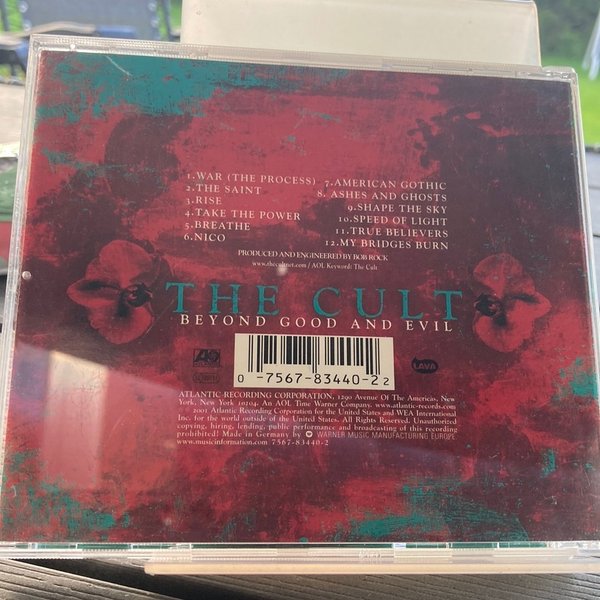 1.WAR (THE PROCESS)
2.THE SAINT
3.RISE
4.TAKE THE POWER
5.BREATHE
6.NICO
7.AMERICAN GOTHIC
8.ASHES AND GHOSTS
9.SHAPE THE SKY
10.SPEED OF LIGHT
11.TRUE BELIEVERS
12.MY BRIDGES BURN
PRODUCED AND ENGINEERED BY BOB ROCK
www.thecultnet.com / AOL Keyword: The Cult
THE CULT
BEYOND GOOD AND EVIL
ATLANTIC
LAVA
0 -7567-83440-2 2
ATLANTIC RECORDING CORPORATION, 1290 Avenue Of The Americas, New
York, New York 10204. An AOL Time Warner Company. www.atlantic-records.com
© 2001 Atlantic Recording Corporation for the United States and WEA International
Inc. for the world outside of the United States. All Rights Reserved. Unauthorized
copying, hiring, lending, public performance and broadcasting of this recording
prohibited! Made in Germany by WARNER MUSIC MANUFACTURING EUROPE.
www.musicinformation.com 7567-83440-2